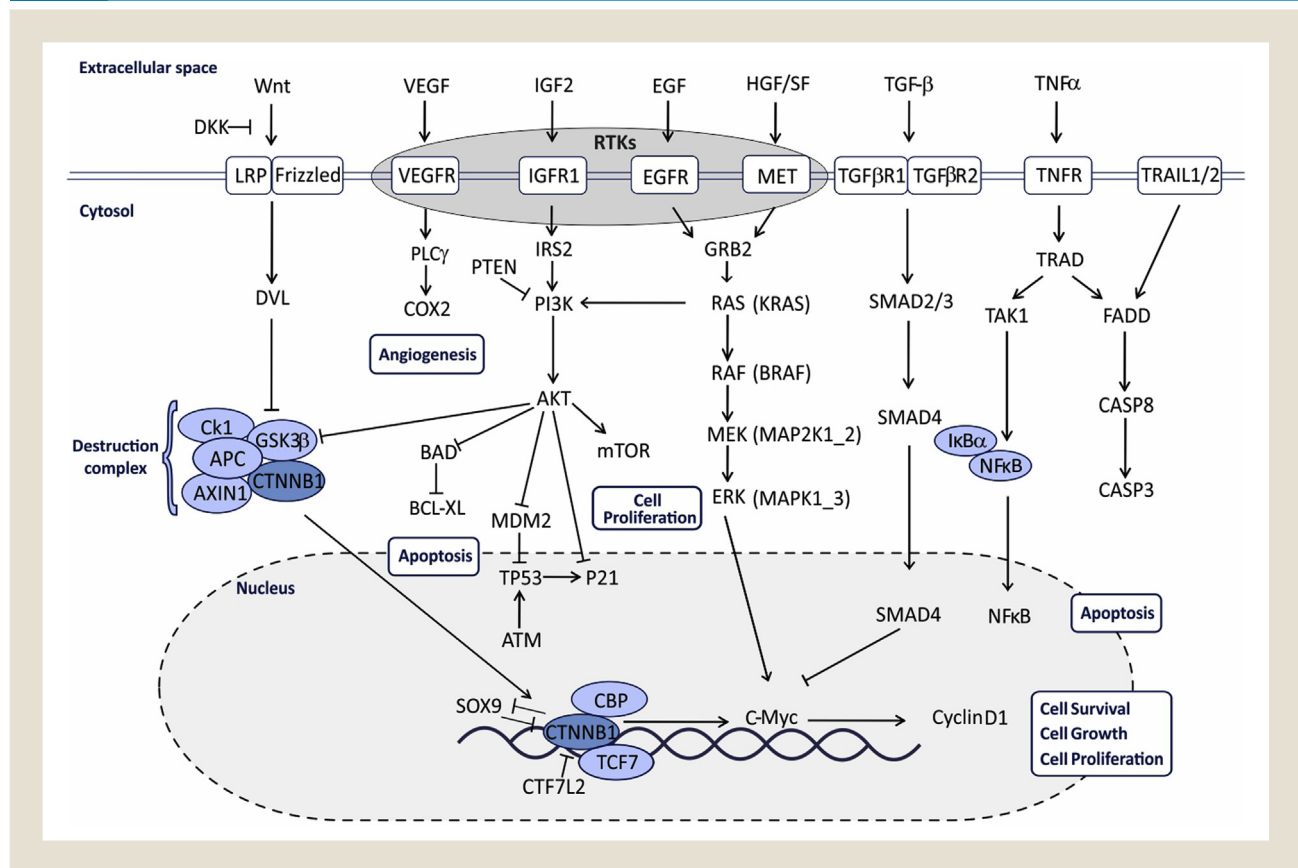 Extracellular space
Wnt
VEGF
IGF2
EGF
HGF/SF
TGF-β
TNFα
DKK
RTKs
LRP
Frizzled
VEGFR
IGFR1
EGFR
MET
TGFβR1
TGFβR2
TNFR
TRAIL1/2
Cytosol
PLCγ
IRS2
GRB2
TRAD
PTEN
DVL
COX2
PI3K
RAS (KRAS)
SMAD2/3
TAK1
FADD
Angiogenesis
RAF (BRAF)
AKT
CASP8
Destruction
complex
Ck1
GSK3β
APC
CTNNB1
AXIN1
BAD
mTOR
MEK (MAP2K1_2)
SMAD4
IκBα
NFκB
BCL-XL
MDM2
Cell
Proliferation
ERK (MAPK1_3)
CASP3
Apoptosis
Nucleus
TP53
P21
ATM
SMAD4
NFκB
Apoptosis
SOX9
CBP
CTNNB1
TCF7
CTF7L2
C-Myc
CyclinD1
Cell Survival
Cell Growth
Cell Proliferation